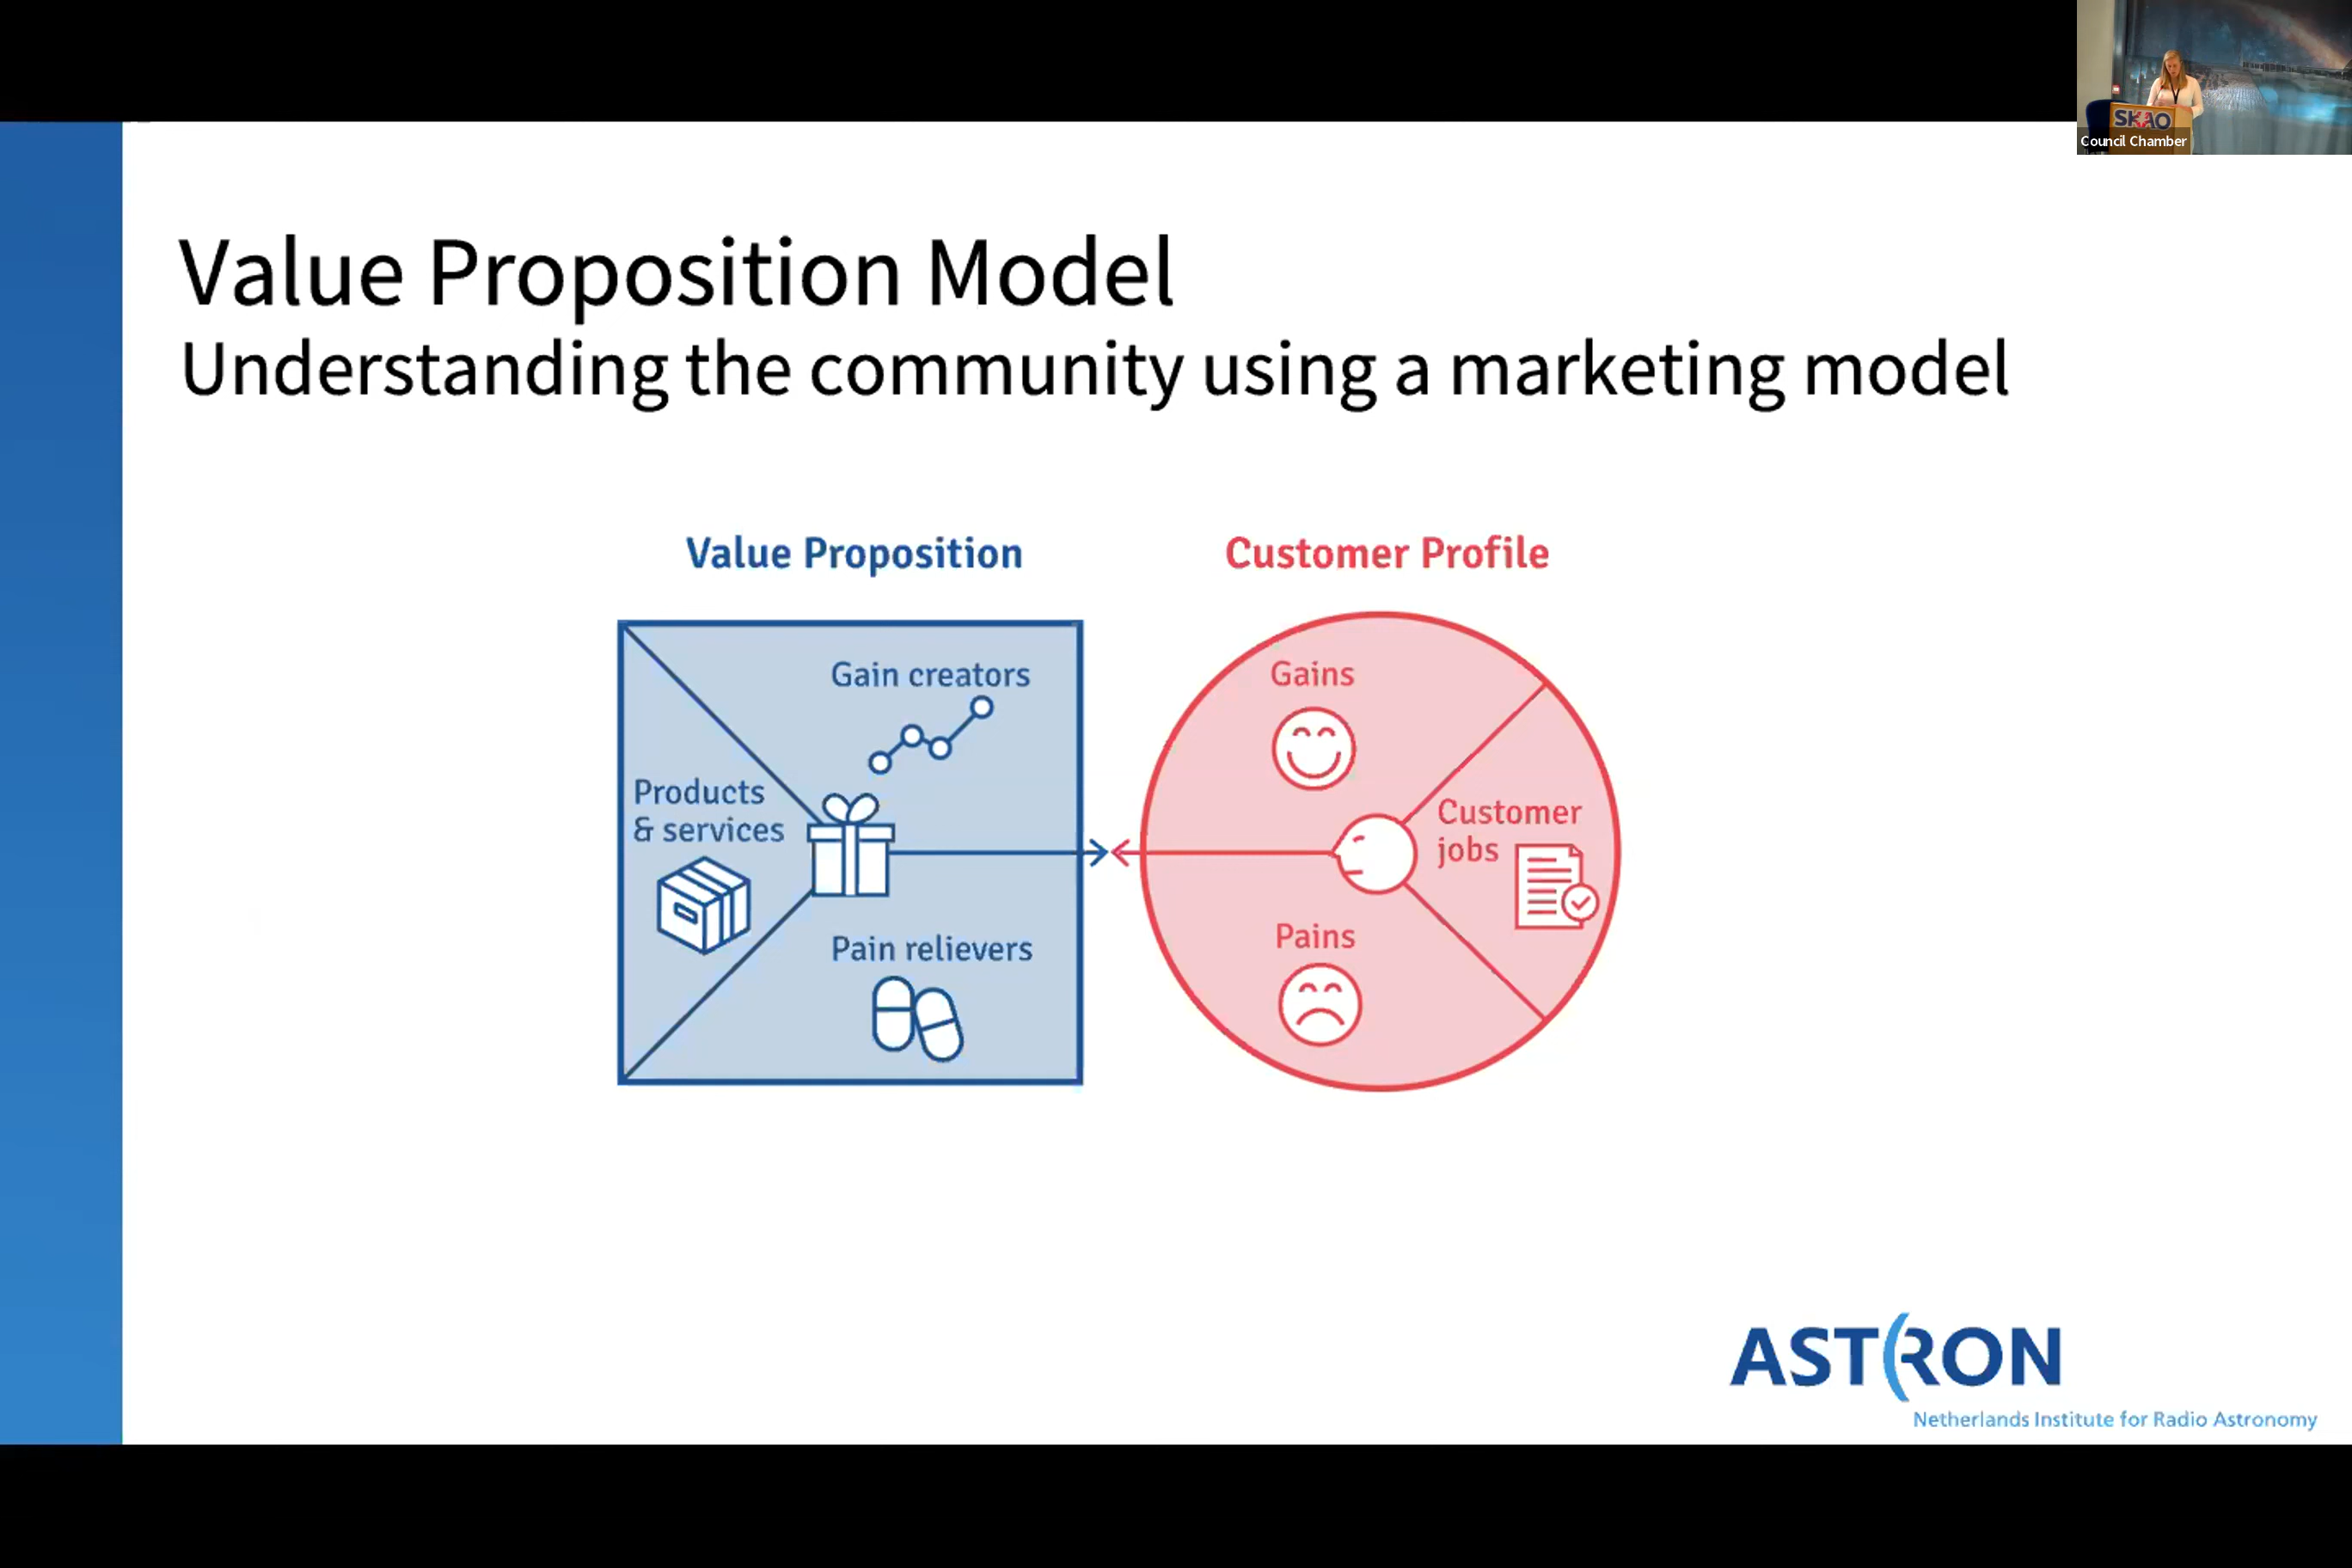 SKAO
Council Chamber
Value Proposition Model
Understanding the community using a marketing model
Value Proposition
Gain creators
Products
& services
Pain relievers
Customer Profile
Gains
Customer
jobs
Pains
ASTRON
Netherlands Institute for Radio Astronomy